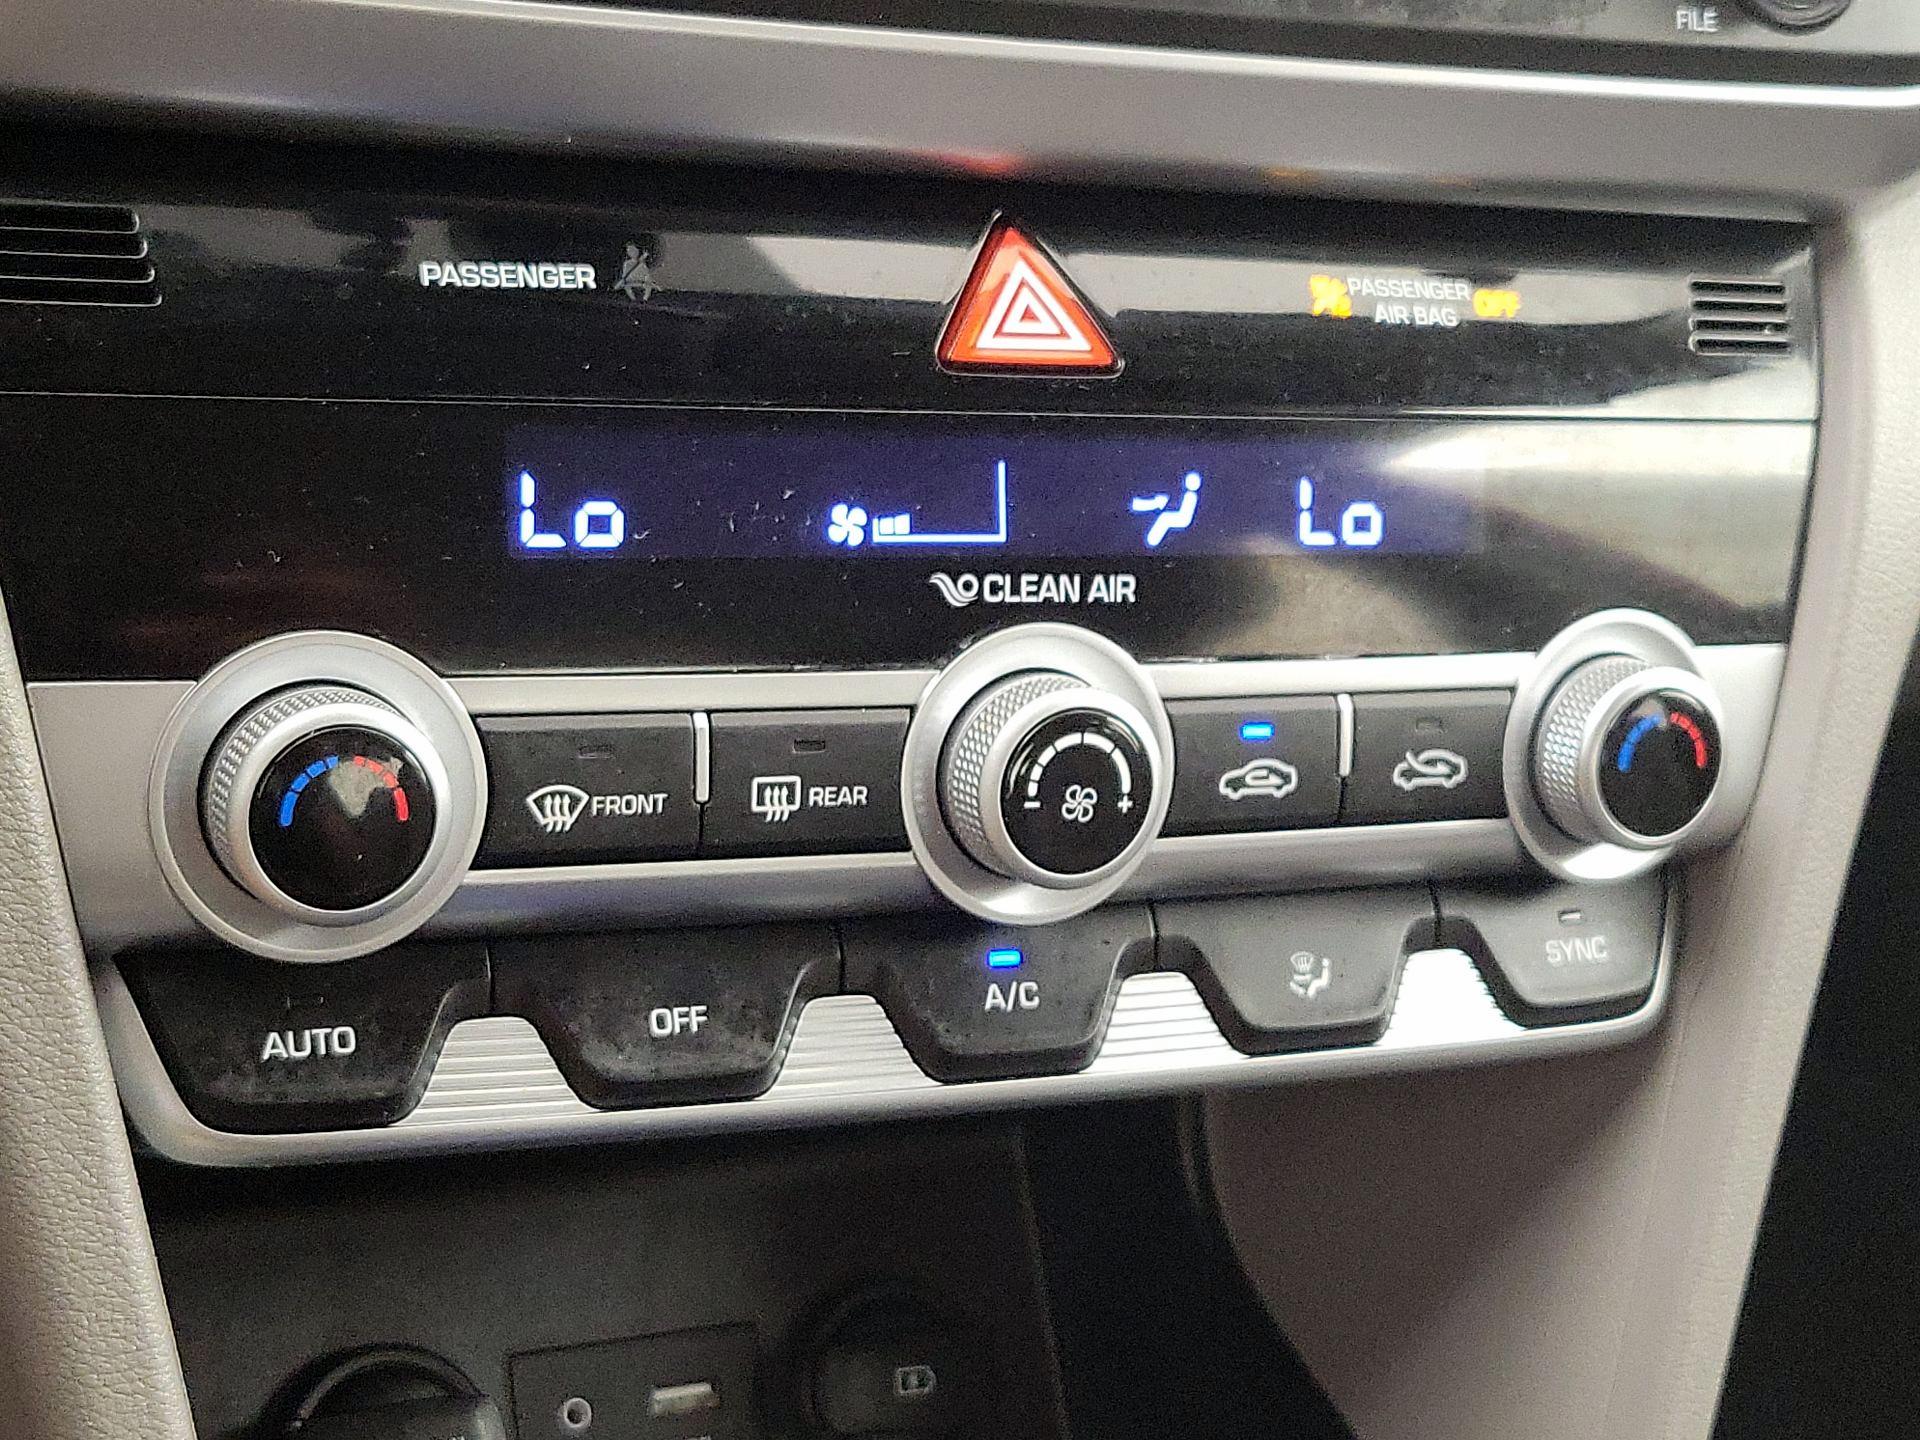 FILE
PASSENGER
PASSENGER OFF
AIR BAG
Lo Lo
CLEAN AIR
FRONT
REAR
- +
AUTO
OFF
A/C
SYNC